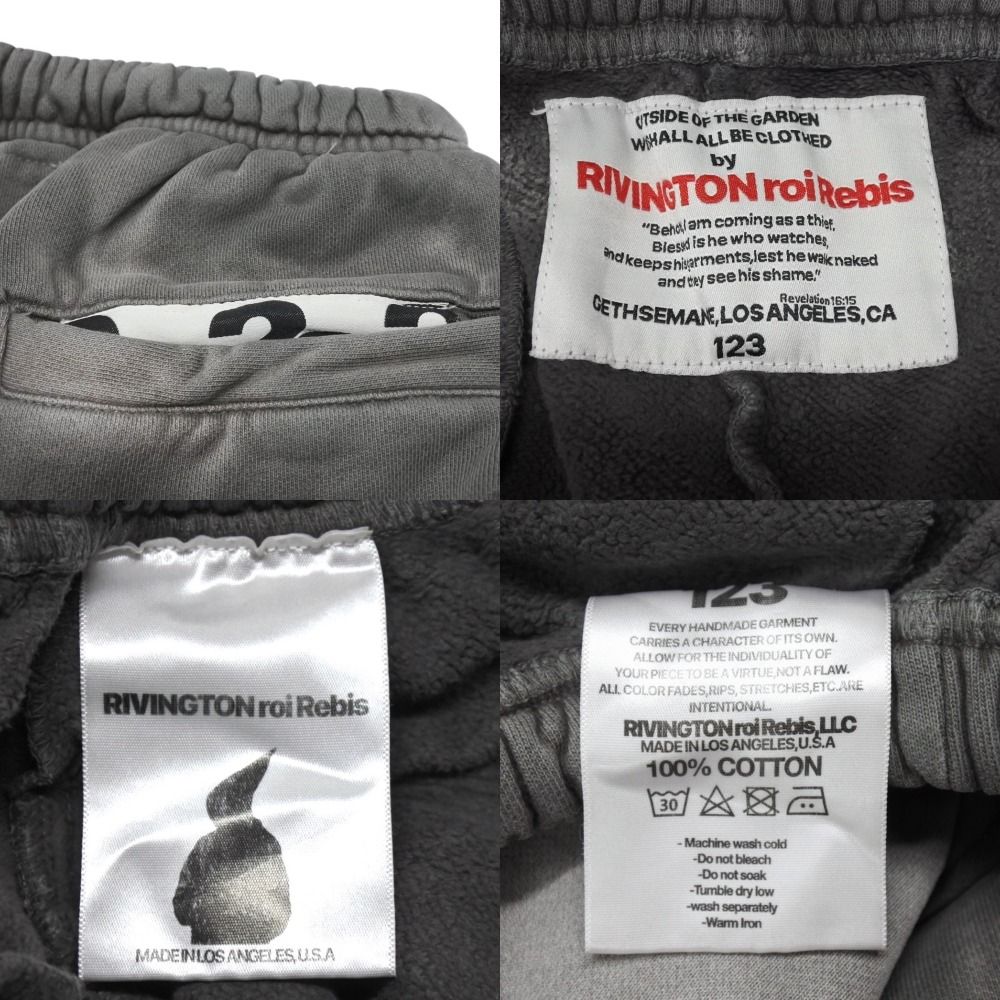 123
UTSIDE OF THE GARDEN
W SHALL ALL BE CLOTHED
by
RIVINGTON roi Rebis
"Behol, I am coming as a thief.
Blessd is he who watches,
and keeps his garments, lest he walk naked
and they see his shame."
Revelation 16:15
GETHSEMANE, LOS ANGELES, CA
123
RIVINGTON roi Rebis
MADE IN LOS ANGELES, U.S.A
123
EVERY HANDMADE GARMENT
CARRIES A CHARACTER OF ITS OWN.
ALLOW FOR THE INDIVIDUALITY OF
YOUR PIECE TO BE A VIRTUE, NOT A FLAW.
ALL COLOR FADES, RIPS, STRETCHES, ETC. ARE
INTENTIONAL.
RIVINGTON roi Rebis, LLC
MADE IN LOS ANGELES, U.S.A
100% COTTON
30
- Machine wash cold
-Do not bleach
-Do not soak
-Tumble dry low
-wash separately
-Warm Iron